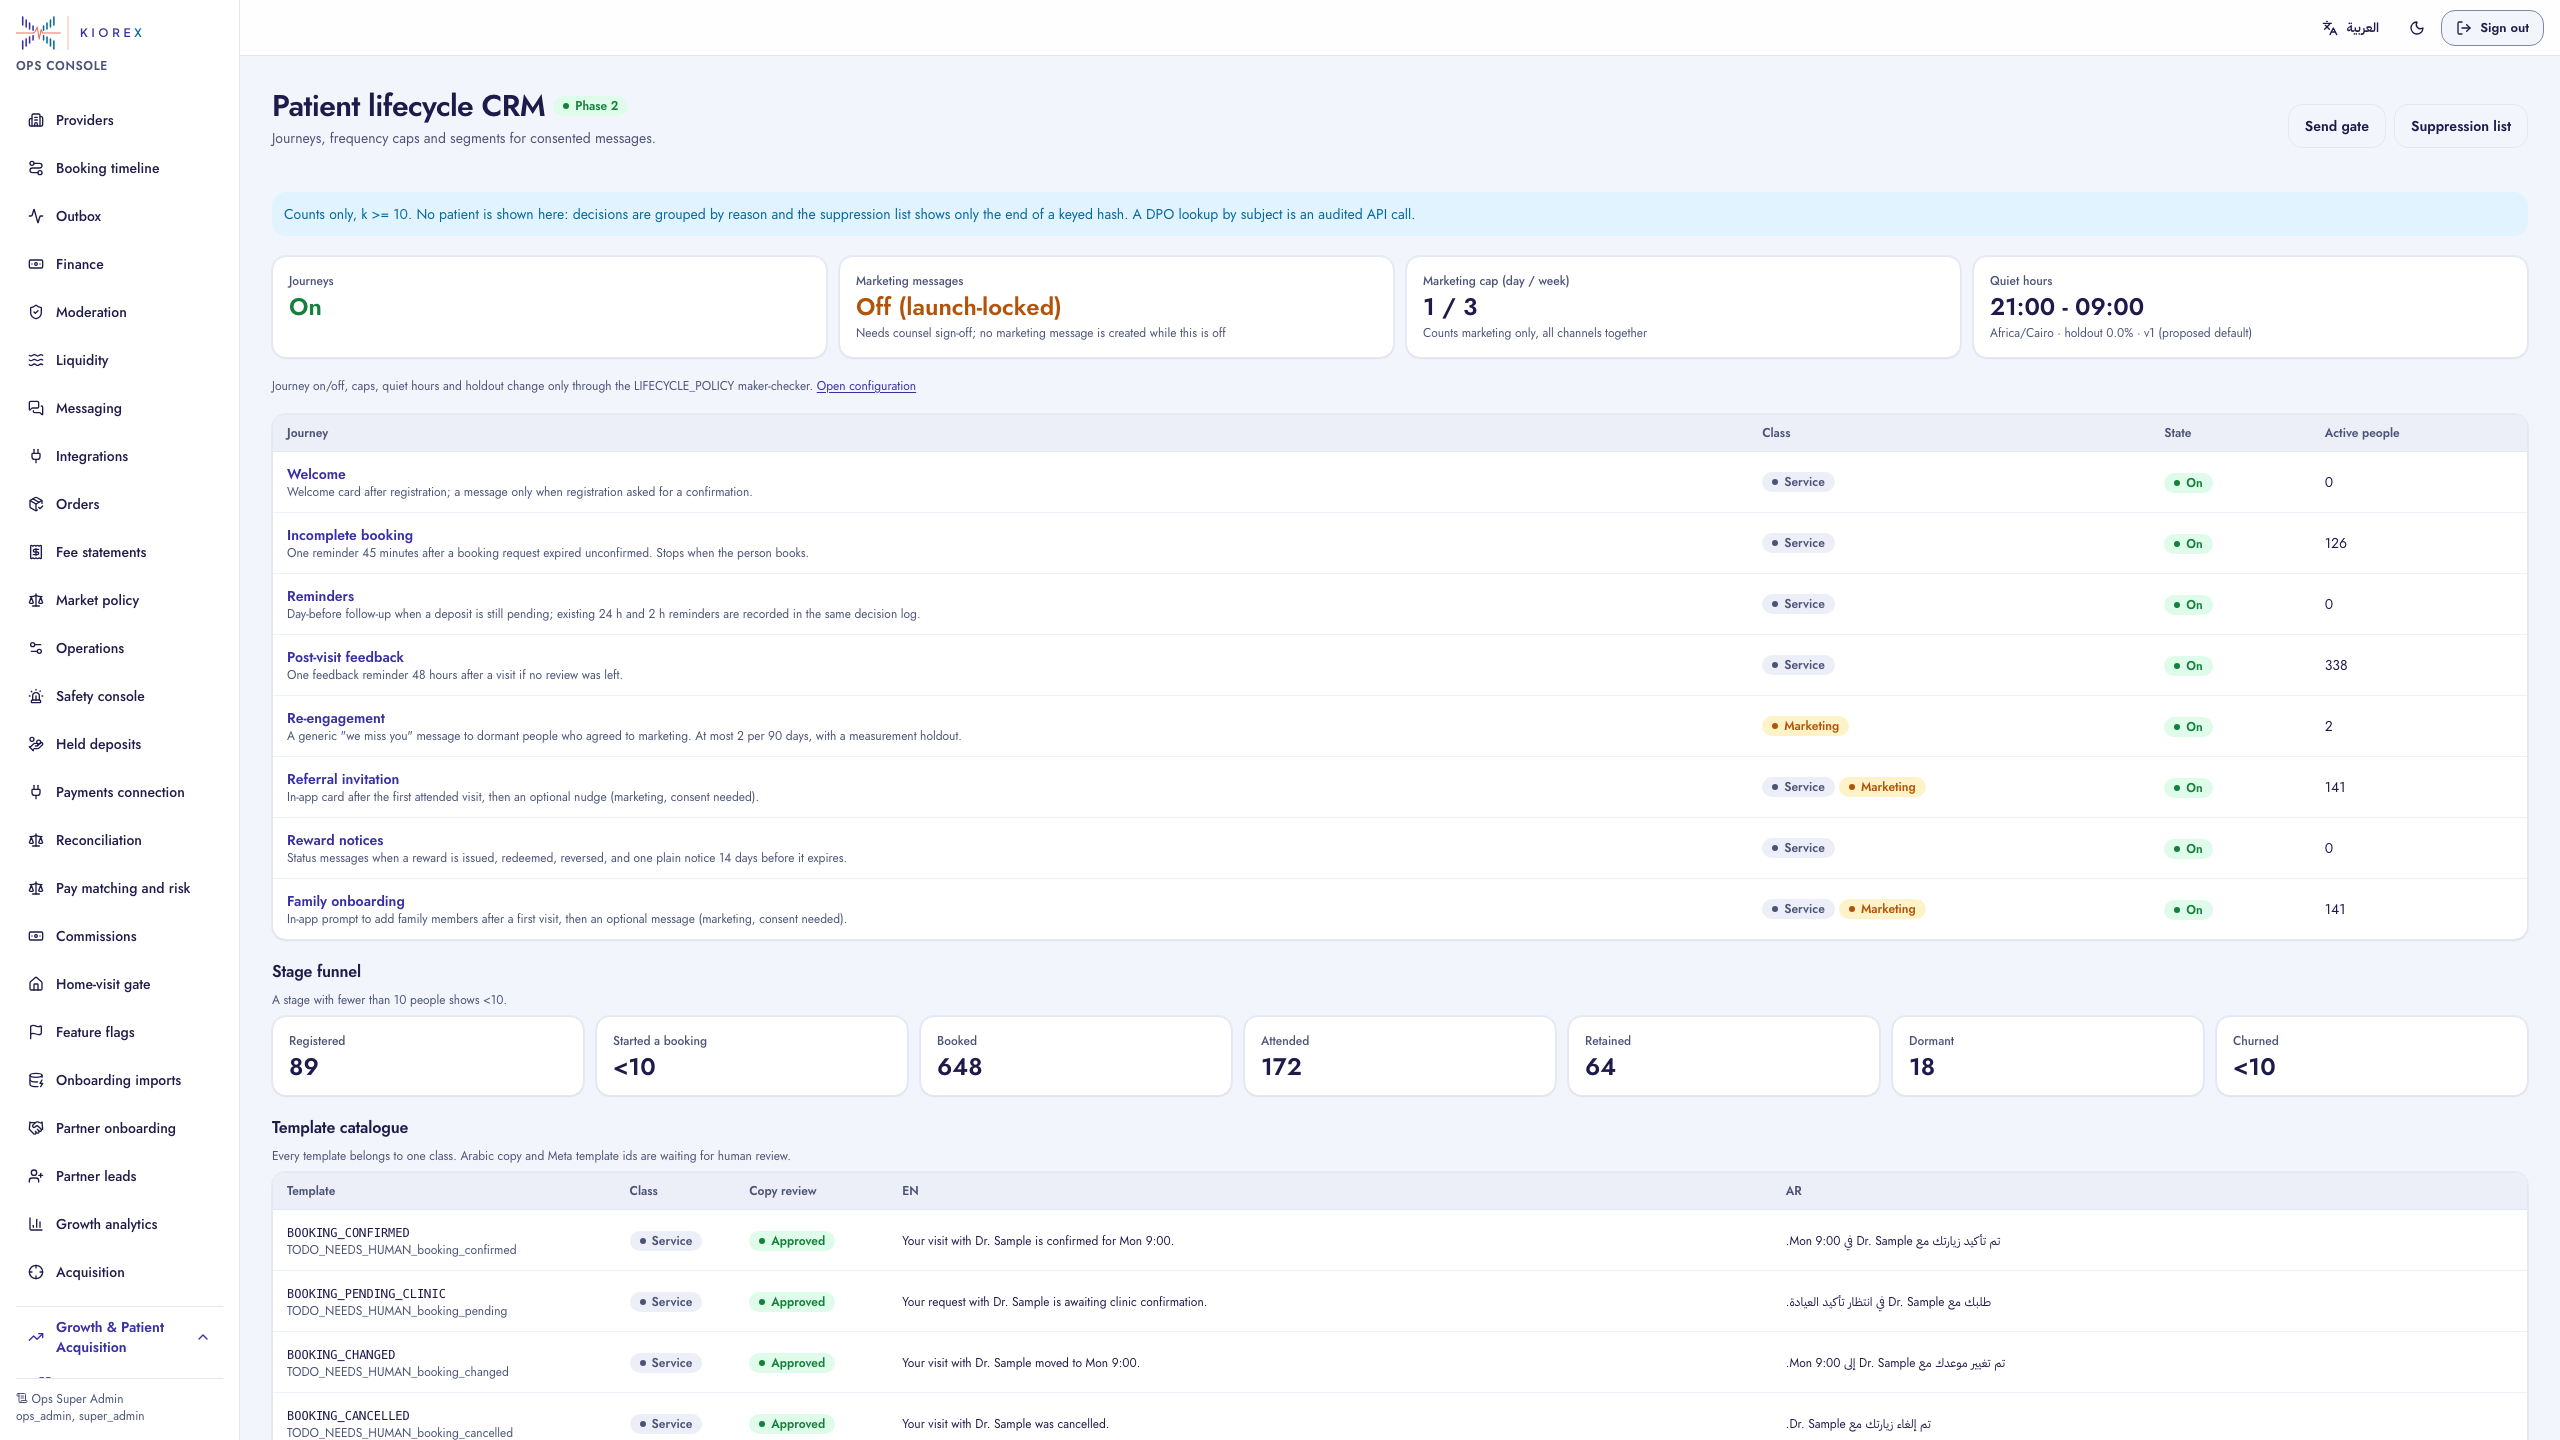 KIOREX
OPS CONSOLE
Providers
Booking timeline
Outbox
Finance
Moderation
Liquidity
Messaging
Integrations
Orders
Fee statements
Market policy
Operations
Safety console
Held deposits
Payments connection
Reconciliation
Pay matching and risk
Commissions
Home-visit gate
Feature flags
Onboarding imports
Partner onboarding
Partner leads
Growth analytics
Acquisition
Growth & Patient
Acquisition
Ops Super Admin
ops_admin, super_admin
العربية
Sign out
Patient lifecycle CRM
Phase 2
Journeys, frequency caps and segments for consented messages.
Send gate
Suppression list
Counts only, k >= 10. No patient is shown here: decisions are grouped by reason and the suppression list shows only the end of a keyed hash. A DPO lookup by subject is an audited API call.
Journeys
On
Marketing messages
Off (launch-locked)
Needs counsel sign-off; no marketing message is created while this is off
Marketing cap (day / week)
1 / 3
Counts marketing only, all channels together
Quiet hours
21:00 - 09:00
Africa/Cairo · holdout 0.0% · v1 (proposed default)
Journey on/off, caps, quiet hours and holdout change only through the LIFECYCLE_POLICY maker-checker. Open configuration
Journey Class State Active people
Welcome
Welcome card after registration; a message only when registration asked for a confirmation.
Service On 0
Incomplete booking
One reminder 45 minutes after a booking request expired unconfirmed. Stops when the person books.
Service On 126
Reminders
Day-before follow-up when a deposit is still pending; existing 24 h and 2 h reminders are recorded in the same decision log.
Service On 0
Post-visit feedback
One feedback reminder 48 hours after a visit if no review was left.
Service On 338
Re-engagement
A generic "we miss you" message to dormant people who agreed to marketing. At most 2 per 90 days, with a measurement holdout.
Marketing On 2
Referral invitation
In-app card after the first attended visit, then an optional nudge (marketing, consent needed).
Service Marketing On 141
Reward notices
Status messages when a reward is issued, redeemed, reversed, and one plain notice 14 days before it expires.
Service On 0
Family onboarding
In-app prompt to add family members after a first visit, then an optional message (marketing, consent needed).
Service Marketing On 141
Stage funnel
A stage with fewer than 10 people shows <10.
Registered
89
Started a booking
<10
Booked
648
Attended
172
Retained
64
Dormant
18
Churned
<10
Template catalogue
Every template belongs to one class. Arabic copy and Meta template ids are waiting for human review.
Template Class Copy review EN AR
BOOKING_CONFIRMED
TODO_NEEDS_HUMAN_booking_confirmed
Service Approved Your visit with Dr. Sample is confirmed for Mon 9:00.
تم تأكيد زيارتك مع Dr. Sample في Mon 9:00.
BOOKING_PENDING_CLINIC
TODO_NEEDS_HUMAN_booking_pending
Service Approved Your request with Dr. Sample is awaiting clinic confirmation.
طلبك مع Dr. Sample في انتظار تأكيد العيادة.
BOOKING_CHANGED
TODO_NEEDS_HUMAN_booking_changed
Service Approved Your visit with Dr. Sample moved to Mon 9:00.
تم تغيير موعدك مع Dr. Sample إلى Mon 9:00.
BOOKING_CANCELLED
TODO_NEEDS_HUMAN_booking_cancelled
Service Approved Your visit with Dr. Sample was cancelled.
تم إلغاء زيارتك مع Dr. Sample.